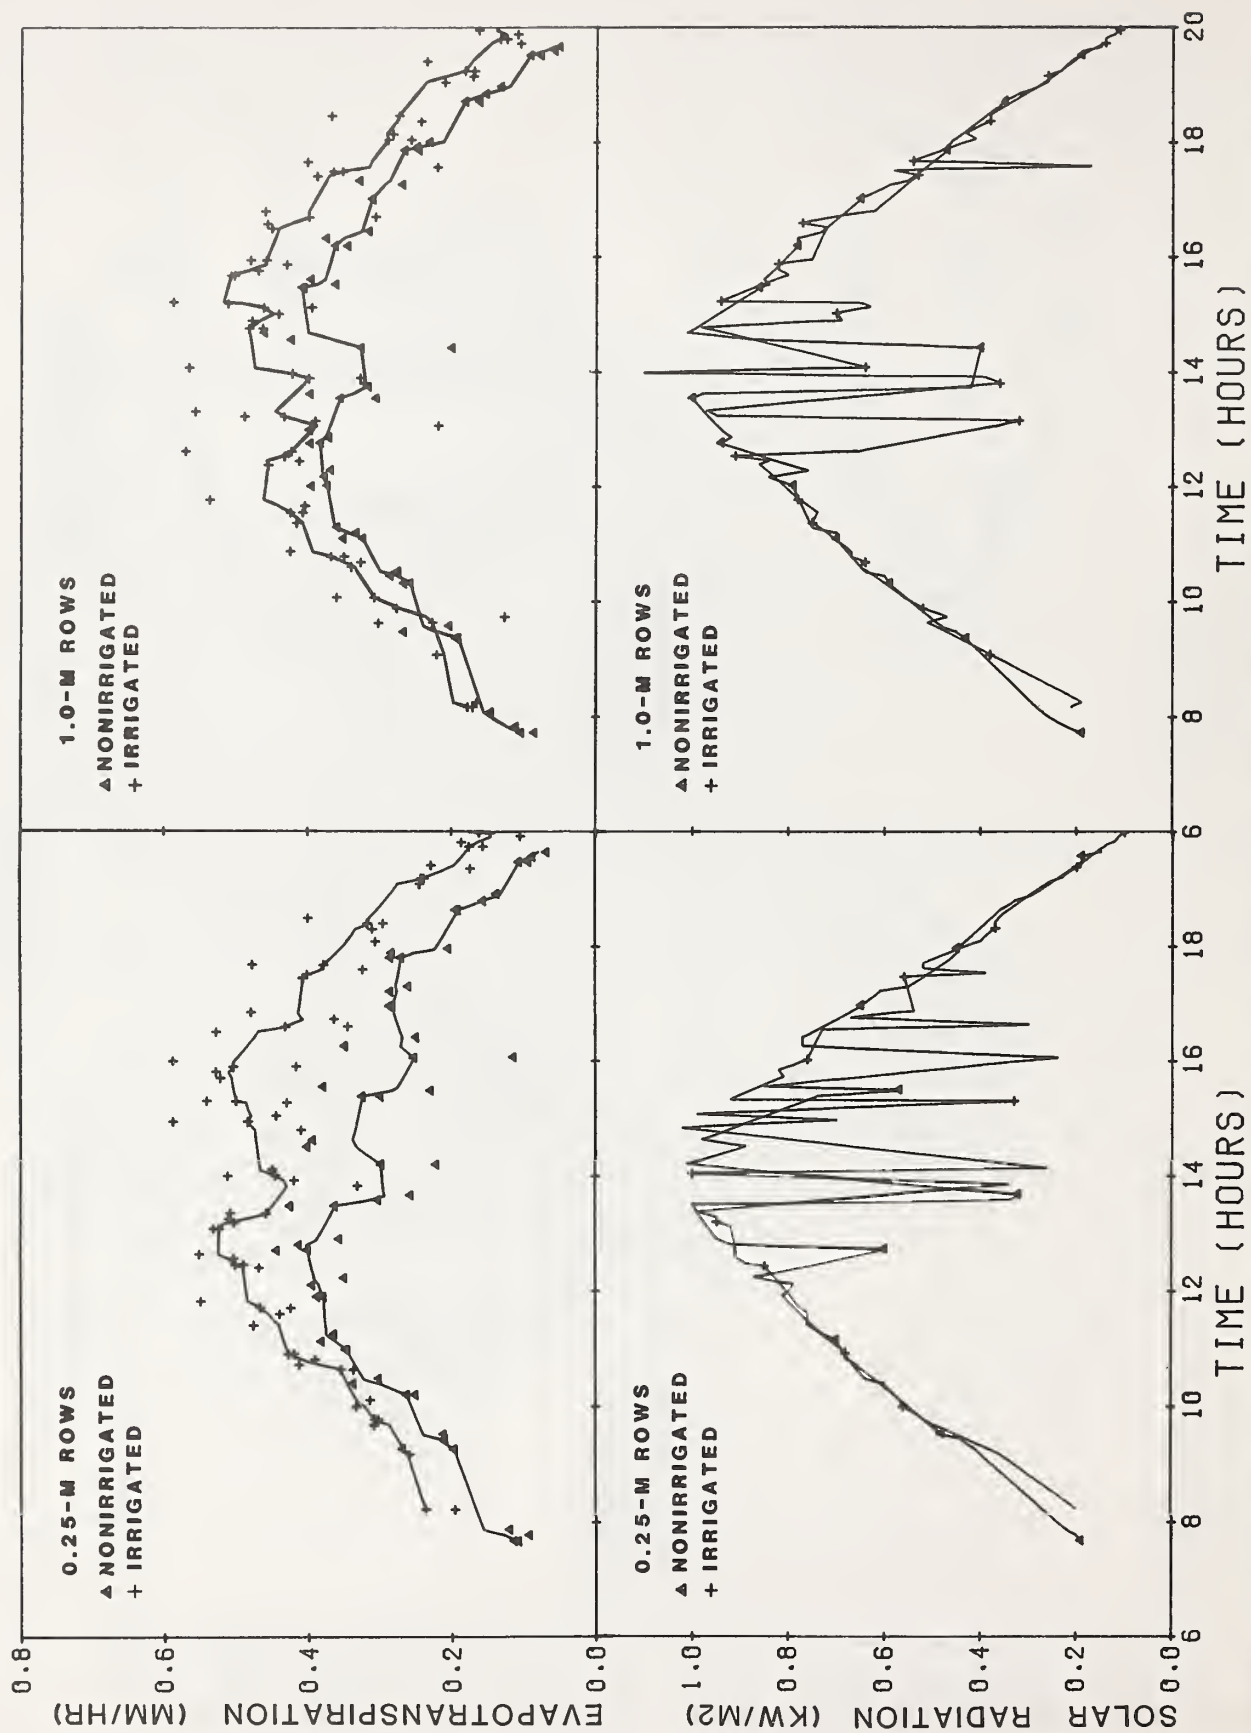 EVAPOTRANSPIRATION (MM/HR)
0.8
0.6
0.4
0.2
0.0
0.25-M ROWS
▲ NONIRRIGATED
+ IRRIGATED
1.0-M ROWS
▲ NONIRRIGATED
+ IRRIGATED
SOLAR RADIATION (KW/M2)
1.0
0.8
0.6
0.4
0.2
0.0
0.25-M ROWS
▲ NONIRRIGATED
+ IRRIGATED
1.0-M ROWS
▲ NONIRRIGATED
+ IRRIGATED
6 8 10 12 14 16 18 6 8 10 12 14 16 18 20
TIME (HOURS) TIME (HOURS)